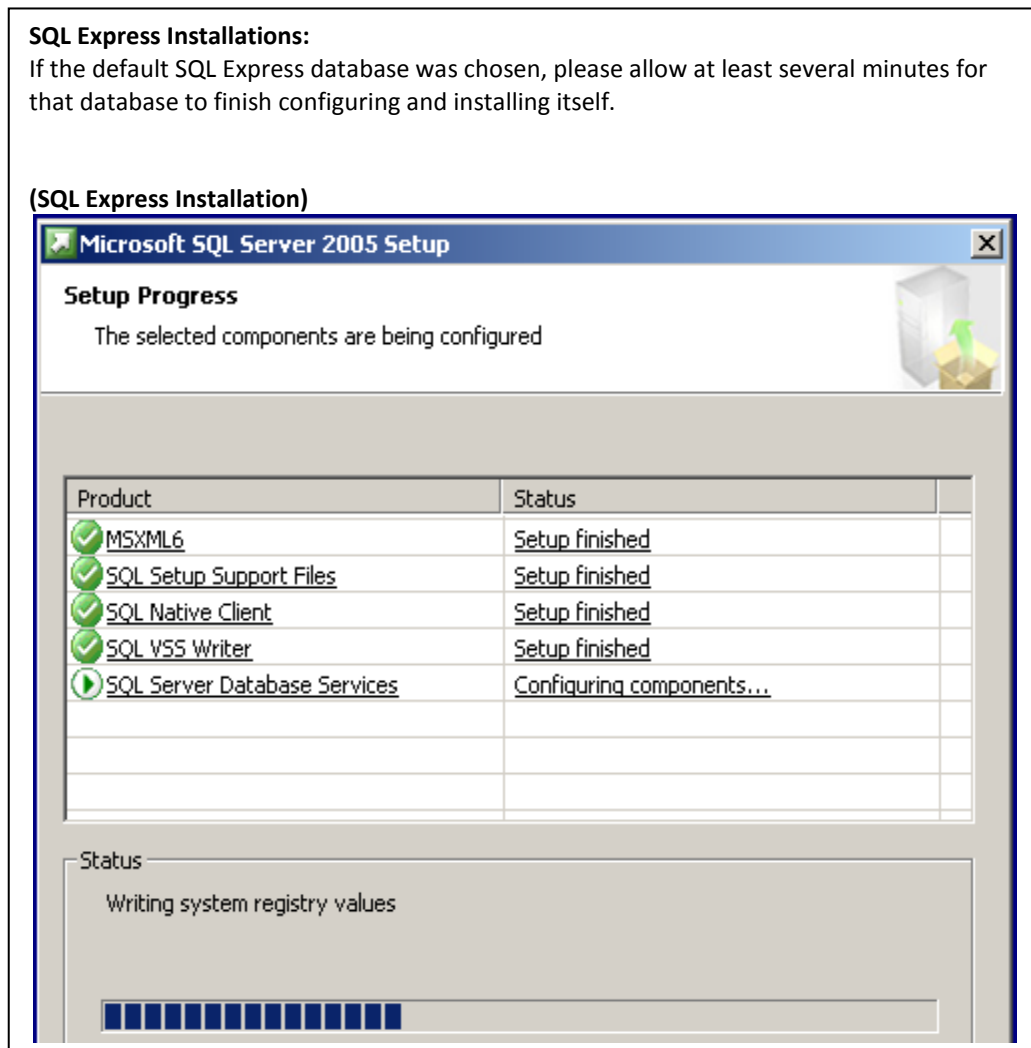 SQL Express Installations:
If the default SQL Express database was chosen, please allow at least several minutes for
that database to finish configuring and installing itself.
(SQL Express Installation)
Microsoft SQL Server 2005 Setup
Setup Progress
The selected components are being configured
Product Status
MSXML6 Setup finished
SQL Setup Support Files Setup finished
SQL Native Client Setup finished
SQL VSS Writer Setup finished
SQL Server Database Services Configuring components...
Status
Writing system registry values